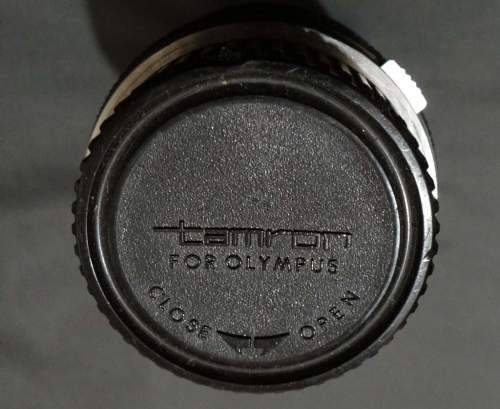 tamron
FOR OLYMPUS
CLOSE OPEN